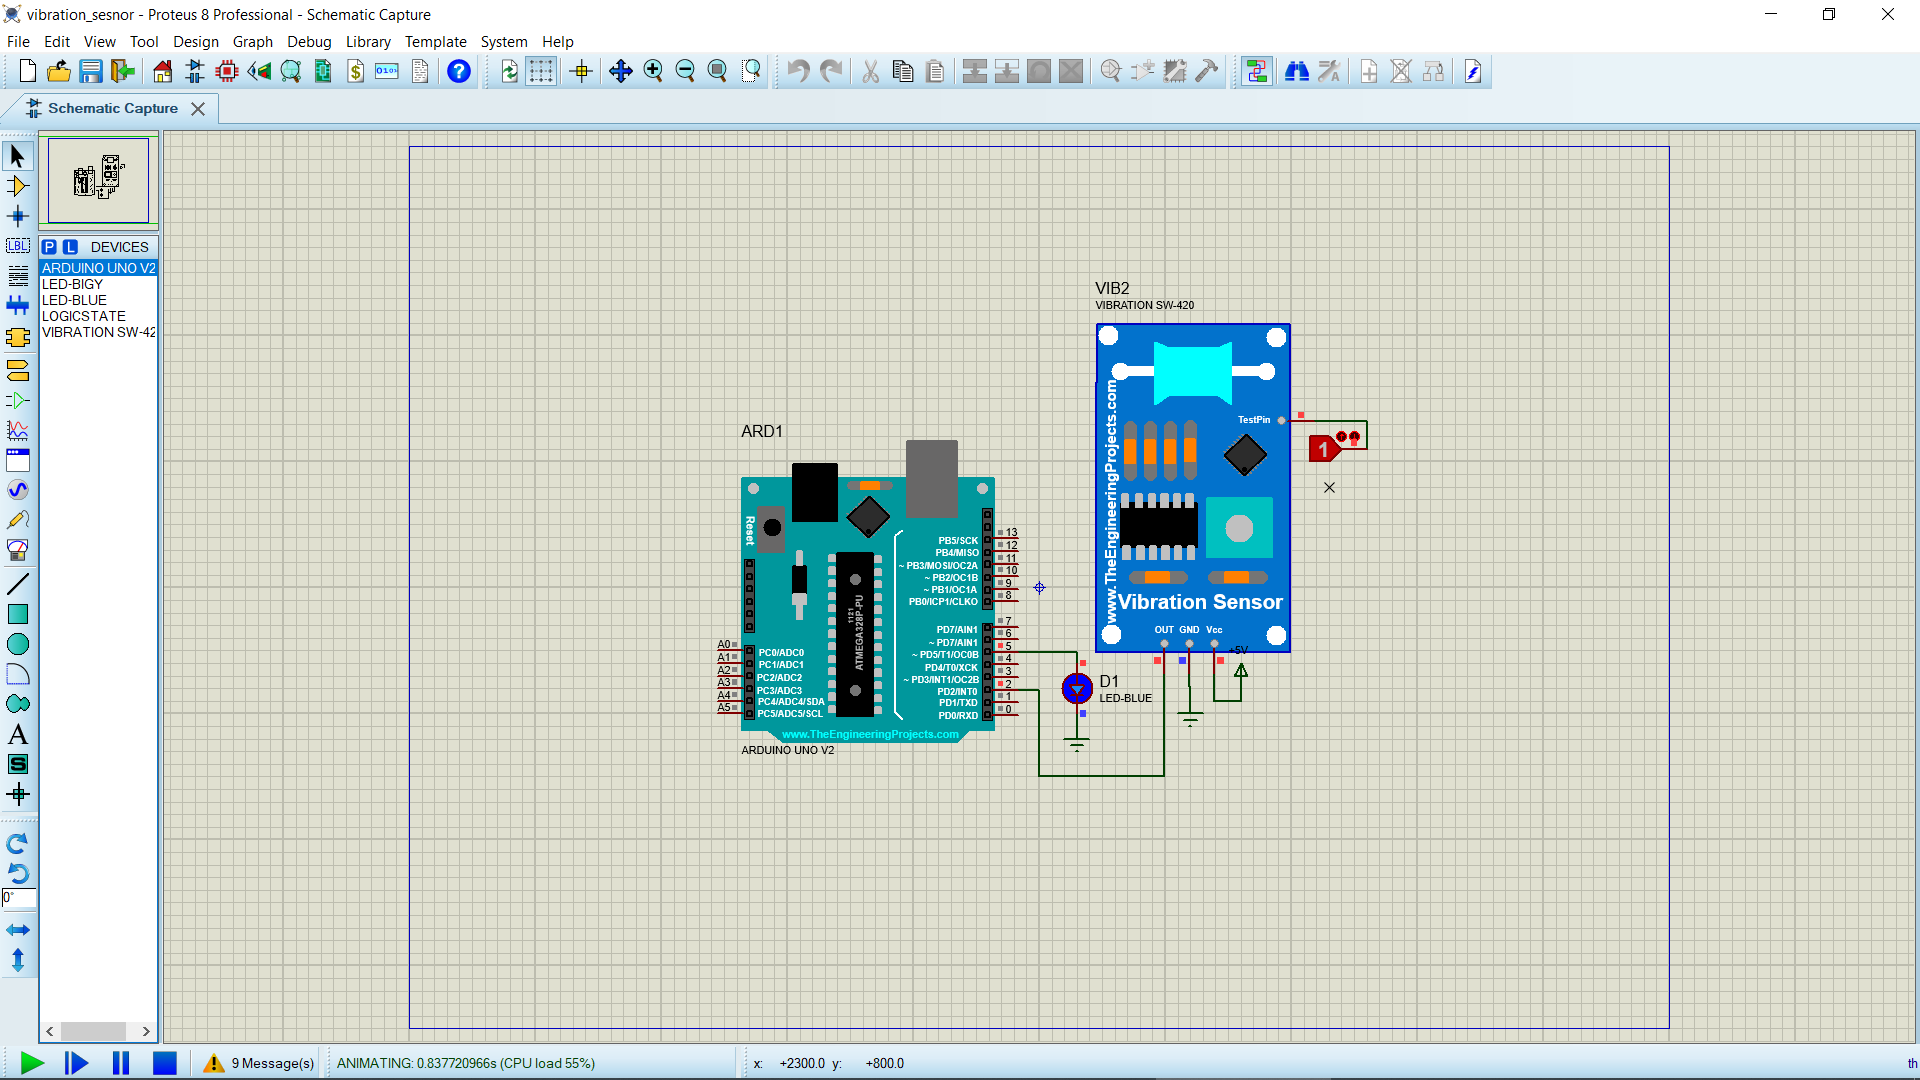 vibration_sesnor - Proteus 8 Professional - Schematic Capture
File Edit View Tool Design Graph Debug Library Template System Help
Schematic Capture
P L DEVICES
ARDUINO UNO V2
LED-BIGY
LED-BLUE
LOGICSTATE
VIBRATION SW-42
LBL
A
S
0°
VIB2
VIBRATION SW-420
www.TheEngineeringProjects.com
TestPin
1
Vibration Sensor
OUT GND Vcc
+5V
ARD1
Reset
1121
ATMEGA328P-PU
PB5/SCK 13
PB4/MISO 12
~ PB3/MOSI/OC2A 11
~ PB2/OC1B 10
~ PB1/OC1A 9
PB0/ICP1/CLKO 8
PD7/AIN1 7
~ PD7/AIN1 6
~ PD5/T1/OC0B 5
PD4/T0/XCK 4
~ PD3/INT1/OC2B 3
PD2/INT0 2
PD1/TXD 1
PD0/RXD 0
A0 PC0/ADC0
A1 PC1/ADC1
A2 PC2/ADC2
A3 PC3/ADC3
A4 PC4/ADC4/SDA
A5 PC5/ADC5/SCL
www.TheEngineeringProjects.com
ARDUINO UNO V2
D1
LED-BLUE
9 Message(s) ANIMATING: 0.837720966s (CPU load 55%) x: +2300.0 y: +800.0 th